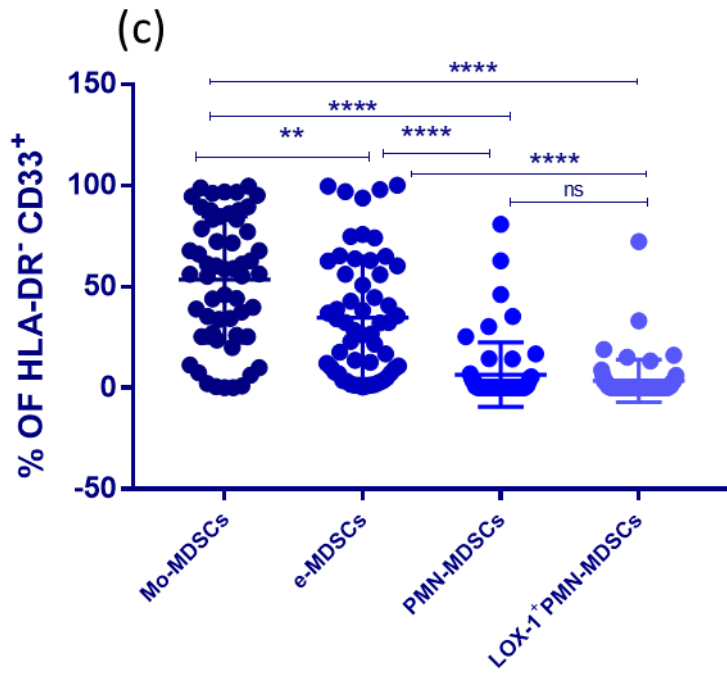 (c)
% OF HLA-DR⁻ CD33⁺
150
100
50
0
-50
****
****
**
****
****
ns
Mo-MDSCs
e-MDSCs
PMN-MDSCs
LOX-1⁺PMN-MDSCs